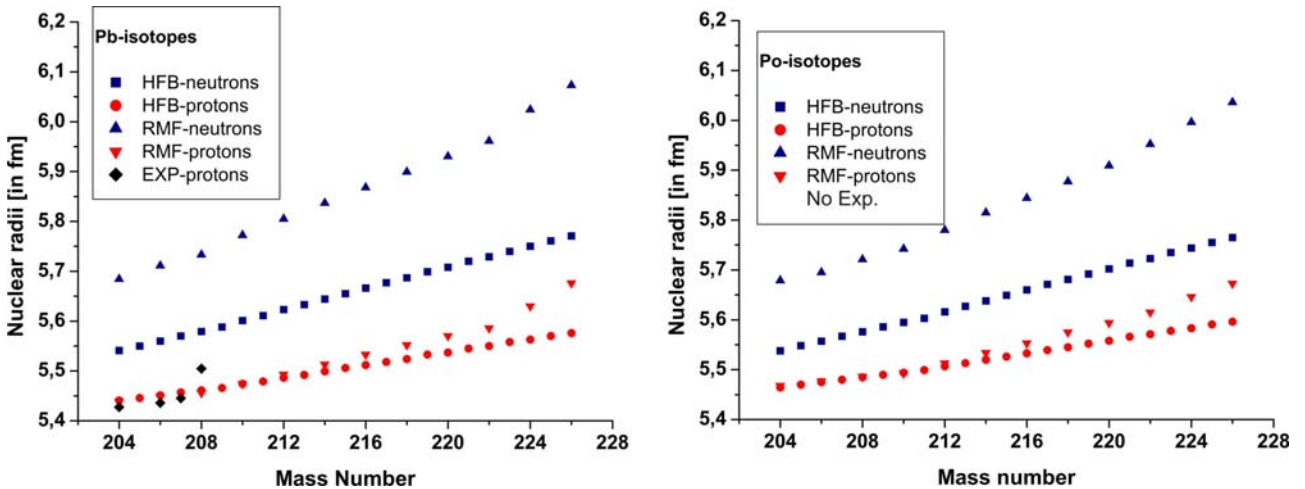 6,2
6,1
6,0
5,9
5,8
5,7
5,6
5,5
5,4
Nuclear radii [in fm]
Pb-isotopes
HFB-neutrons
HFB-protons
RMF-neutrons
RMF-protons
EXP-protons
204 208 212 216 220 224 228
Mass Number
6,2
6,1
6,0
5,9
5,8
5,7
5,6
5,5
5,4
Nuclear radii [in fm]
Po-isotopes
HFB-neutrons
HFB-protons
RMF-neutrons
RMF-protons
No Exp.
204 208 212 216 220 224 228
Mass number